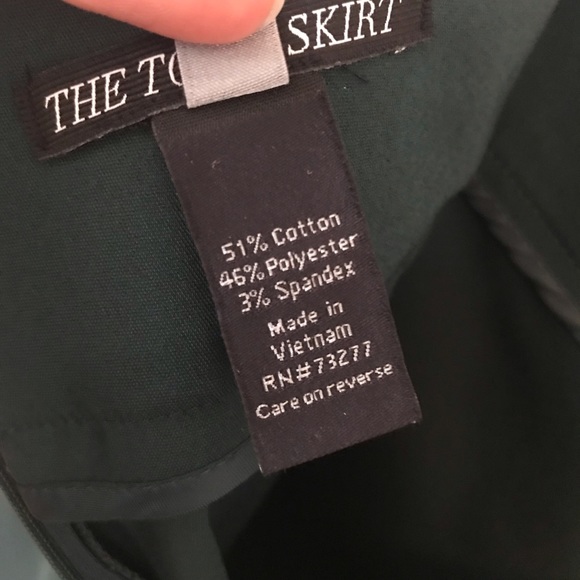 THE SKIRT
51% Cotton
46% Polyester
3% Spandex
Made in
Vietnam
RN#73277
Care on reverse